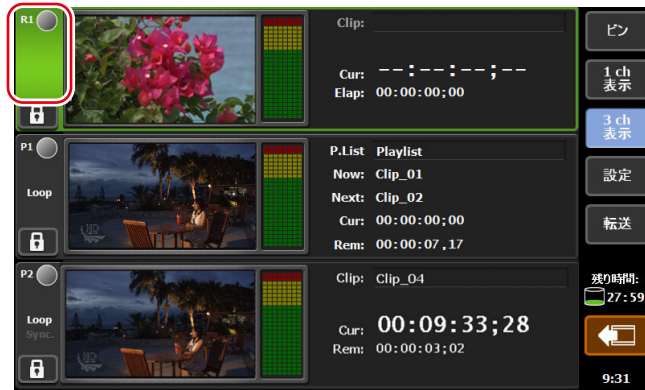 R1
Clip:
Cur: --:--:--;--
Elap: 00:00:00;00
P1
Loop
P.List Playlist
Now: Clip_01
Next: Clip_02
Cur: 00:00:00;00
Rem: 00:00:07,17
P2
Loop
Sync.
Clip: Clip_04
Cur: 00:09:33;28
Rem: 00:00:03;02
ビン
1 ch
表示
3 ch
表示
設定
転送
残り時間:
27:59
9:31